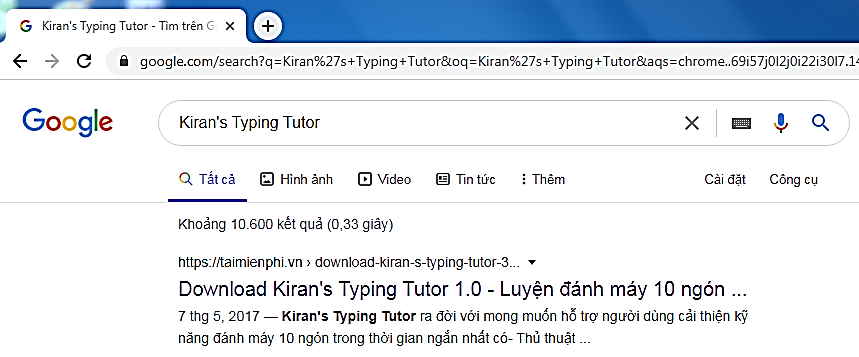 Kiran's Typing Tutor - Tìm trên G
google.com/search?q=Kiran%27s+Typing+Tutor&oq=Kiran%27s+Typing+Tutor&aqs=chrome..69i57j0l2j0i22i30l7.14
Google
Kiran's Typing Tutor
Tất cả Hình ảnh Video Tin tức Thêm Cài đặt Công cụ
Khoảng 10.600 kết quả (0,33 giây)
https://taimienphi.vn › download-kiran-s-typing-tutor-3...
Download Kiran's Typing Tutor 1.0 - Luyện đánh máy 10 ngón ...
7 thg 5, 2017 — Kiran's Typing Tutor ra đời với mong muốn hỗ trợ người dùng cải thiện kỹ
năng đánh máy 10 ngón trong thời gian ngắn nhất có- Thủ thuật ...